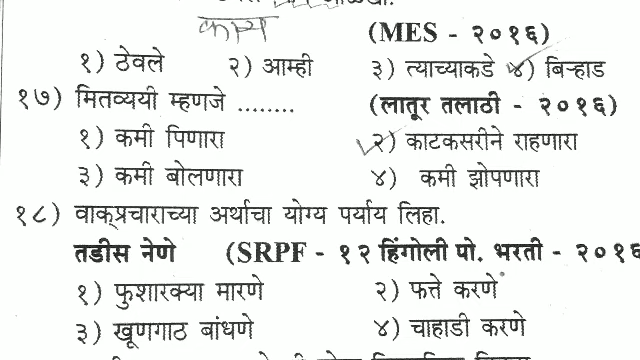 काय
(MES - २०१६)
१) ठेवले २) आम्ही ३) त्याच्याकडे ४) बिऱ्हाड
१७) मितव्ययी म्हणजे ........ (लातूर तलाठी - २०१६)
१) कमी पिणारा २) काटकसरीने राहणारा
३) कमी बोलणारा ४) कमी झोपणारा
१८) वाक्प्रचाराच्या अर्थाचा योग्य पर्याय लिहा.
तडीस नेणे (SRPF - १२ हिंगोली पो. भरती - २०१६
१) फुशारक्या मारणे २) फत्ते करणे
३) खूणगाठ बांधणे ४) चाहाडी करणे